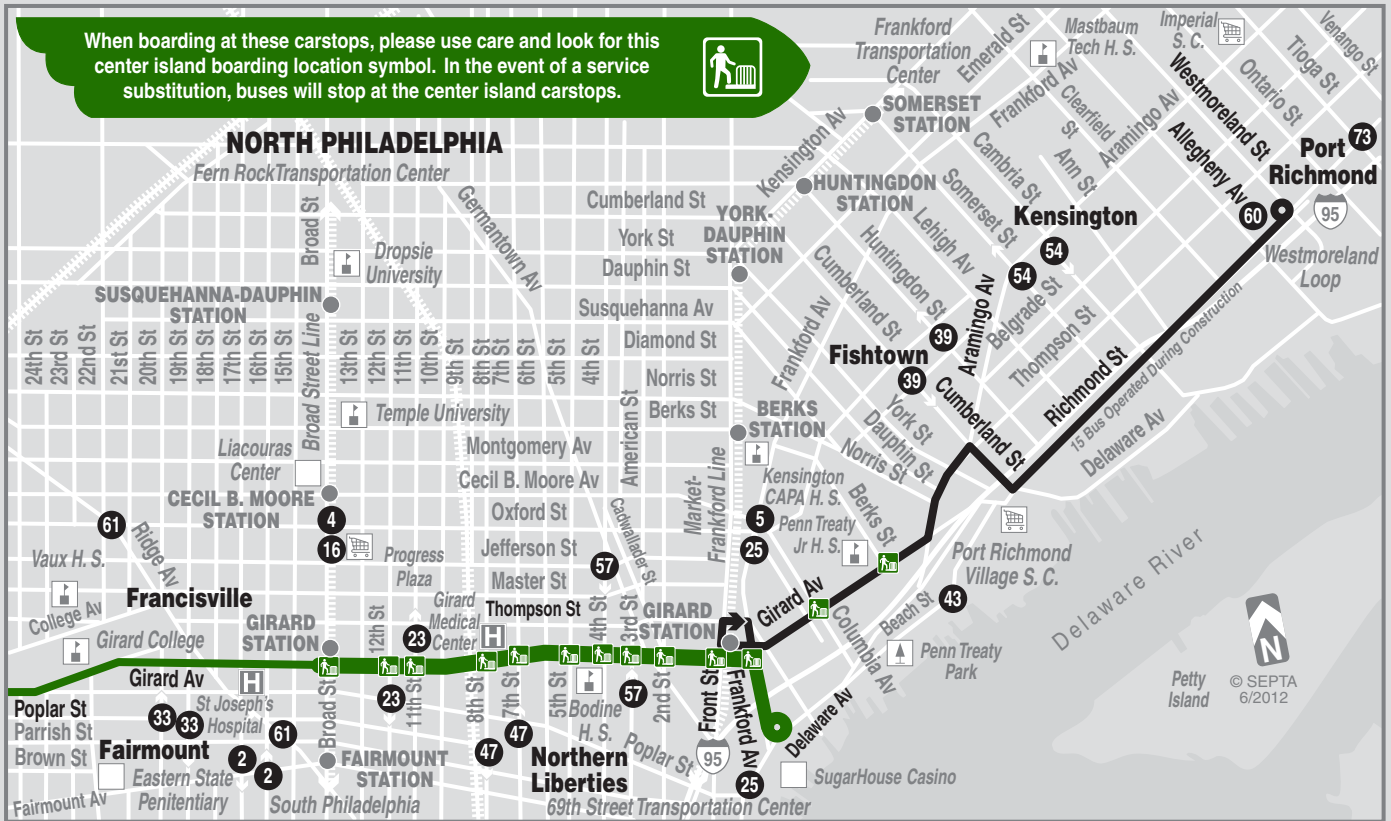 When boarding at these carstops, please use care and look for this
center island boarding location symbol. In the event of a service
substitution, buses will stop at the center island carstops.
NORTH PHILADELPHIA
Fern RockTransportation Center
Frankford
Transportation
Center
Emerald St
Mastbaum
Tech H. S.
Imperial
S. C.
Venango St
Tioga St
Ontario St
Westmoreland St
Allegheny Av
Port
Richmond
73
60
95
Westmoreland
Loop
SOMERSET
STATION
Frankford Av
Clearfield
St
Ann St
Aramingo Av
Cambria St
Somerset St
Lehigh Av
Huntingdon St
Cumberland St
Kensington Av
HUNTINGDON
STATION
Kensington
54
54
Belgrade St
Thompson St
Aramingo Av
39
Fishtown
39
Cumberland St
Richmond St
15 Bus Operated During Construction
Delaware Av
Broad St
Germantown Av
Cumberland St
York St
Dauphin St
YORK-
DAUPHIN
STATION
Dropsie
University
SUSQUEHANNA-DAUPHIN
STATION
Susquehanna Av
Diamond St
Norris St
Berks St
24th St
23rd St
22nd St
21st St
20th St
19th St
18th St
17th St
16th St
15th St
Broad Street Line
13th St
12th St
11th St
10th St
9th St
8th St
7th St
6th St
5th St
4th St
American St
Frankford Av
BERKS
STATION
York St
Dauphin St
Norris St
Berks St
Temple University
Liacouras
Center
Montgomery Av
Cecil B. Moore Av
Oxford St
Jefferson St
Master St
Thompson St
Cadwallader St
Market-
Frankford Line
Kensington
CAPA H. S.
Penn Treaty
Jr H. S.
5
25
CECIL B. MOORE
STATION
4
16
Progress
Plaza
61
Ridge Av
Vaux H. S.
College Av
Francisville
Girard College
GIRARD
STATION
12th St
23
Girard
Medical
Center
H
57
4th St
3rd St
GIRARD
STATION
Girard Av
Columbia Av
Beach St
43
Port Richmond
Village S. C.
Penn Treaty
Park
Delaware River
Petty
Island
N
© SEPTA
6/2012
Girard Av
H
St Joseph's
Hospital
Poplar St
Parrish St
Brown St
33
33
Fairmount
61
2
2
Eastern State
Penitentiary
Fairmount Av
Broad St
FAIRMOUNT
STATION
South Philadelphia
23
11th St
8th St
7th St
47
47
5th St
Bodine
H. S.
57
2nd St
Northern
Liberties
Poplar St
Front St
95
Frankford Av
25
Delaware Av
SugarHouse Casino
69th Street Transportation Center